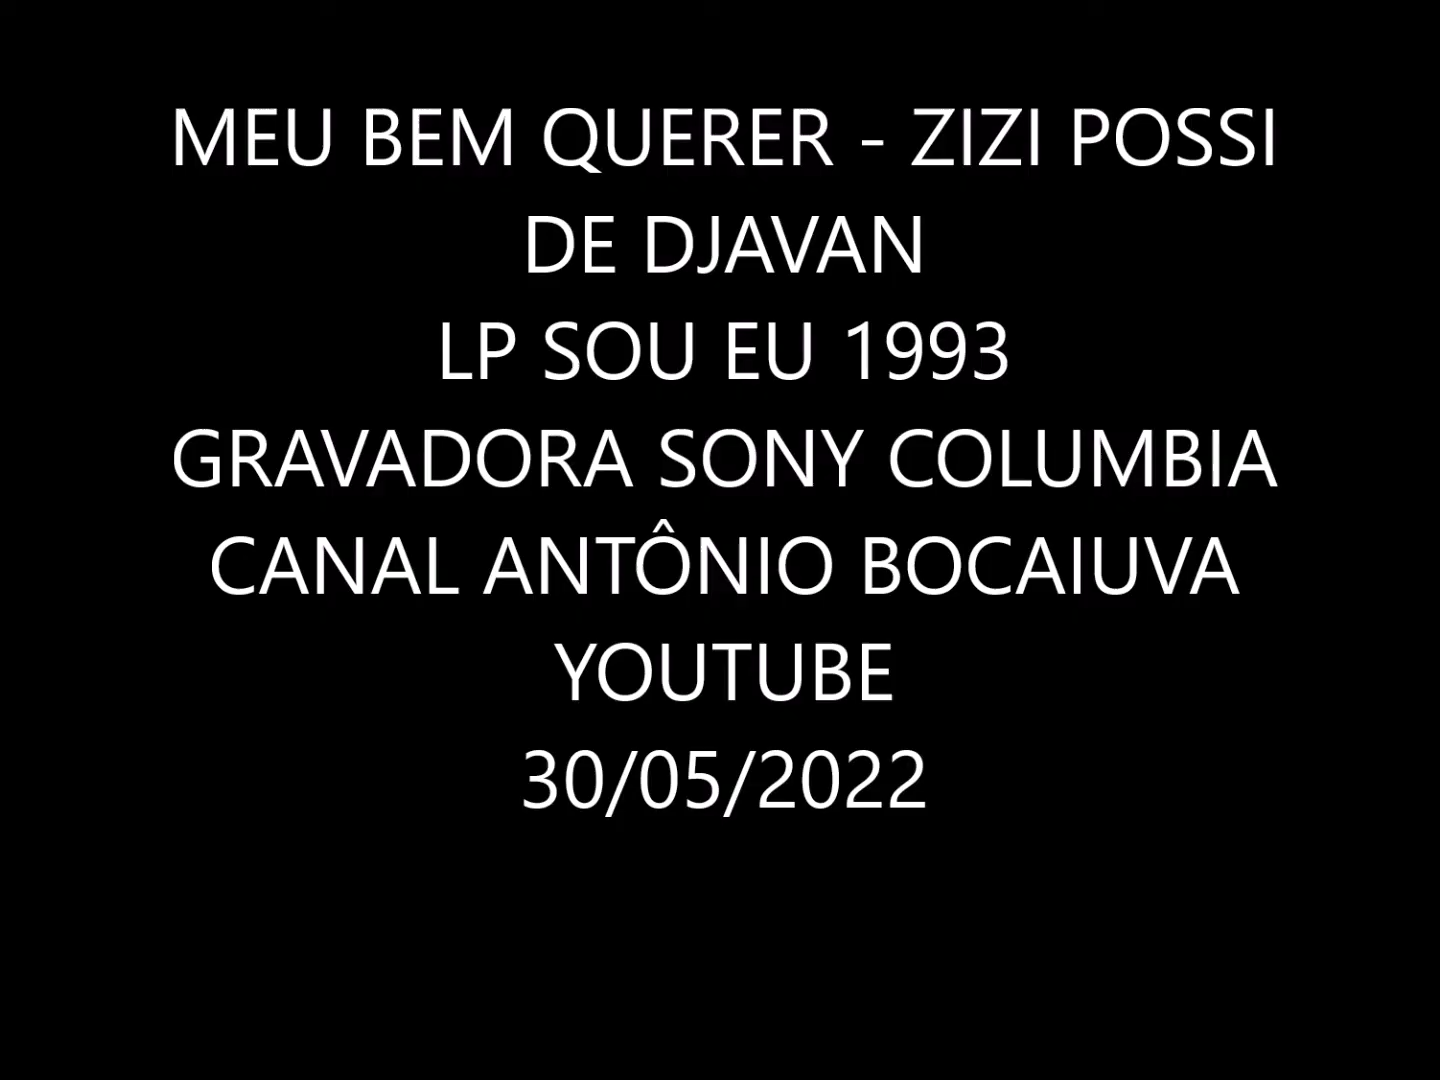 MEU BEM QUERER - ZIZI POSSI
DE DJAVAN
LP SOU EU 1993
GRAVADORA SONY COLUMBIA
CANAL ANTÔNIO BOCAIUVA
YOUTUBE
30/05/2022